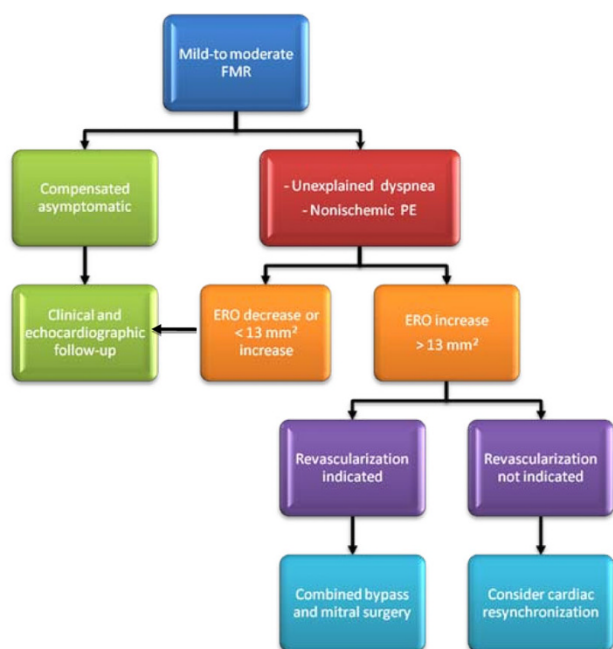 Mild-to moderate
FMR
Compensated
asymptomatic
- Unexplained dyspnea
- Nonischemic PE
Clinical and
echocardiographic
follow-up
ERO decrease or
< 13 mm²
increase
ERO increase
> 13 mm²
Revascularization
indicated
Revascularization
not indicated
Combined bypass
and mitral surgery
Consider cardiac
resynchronization